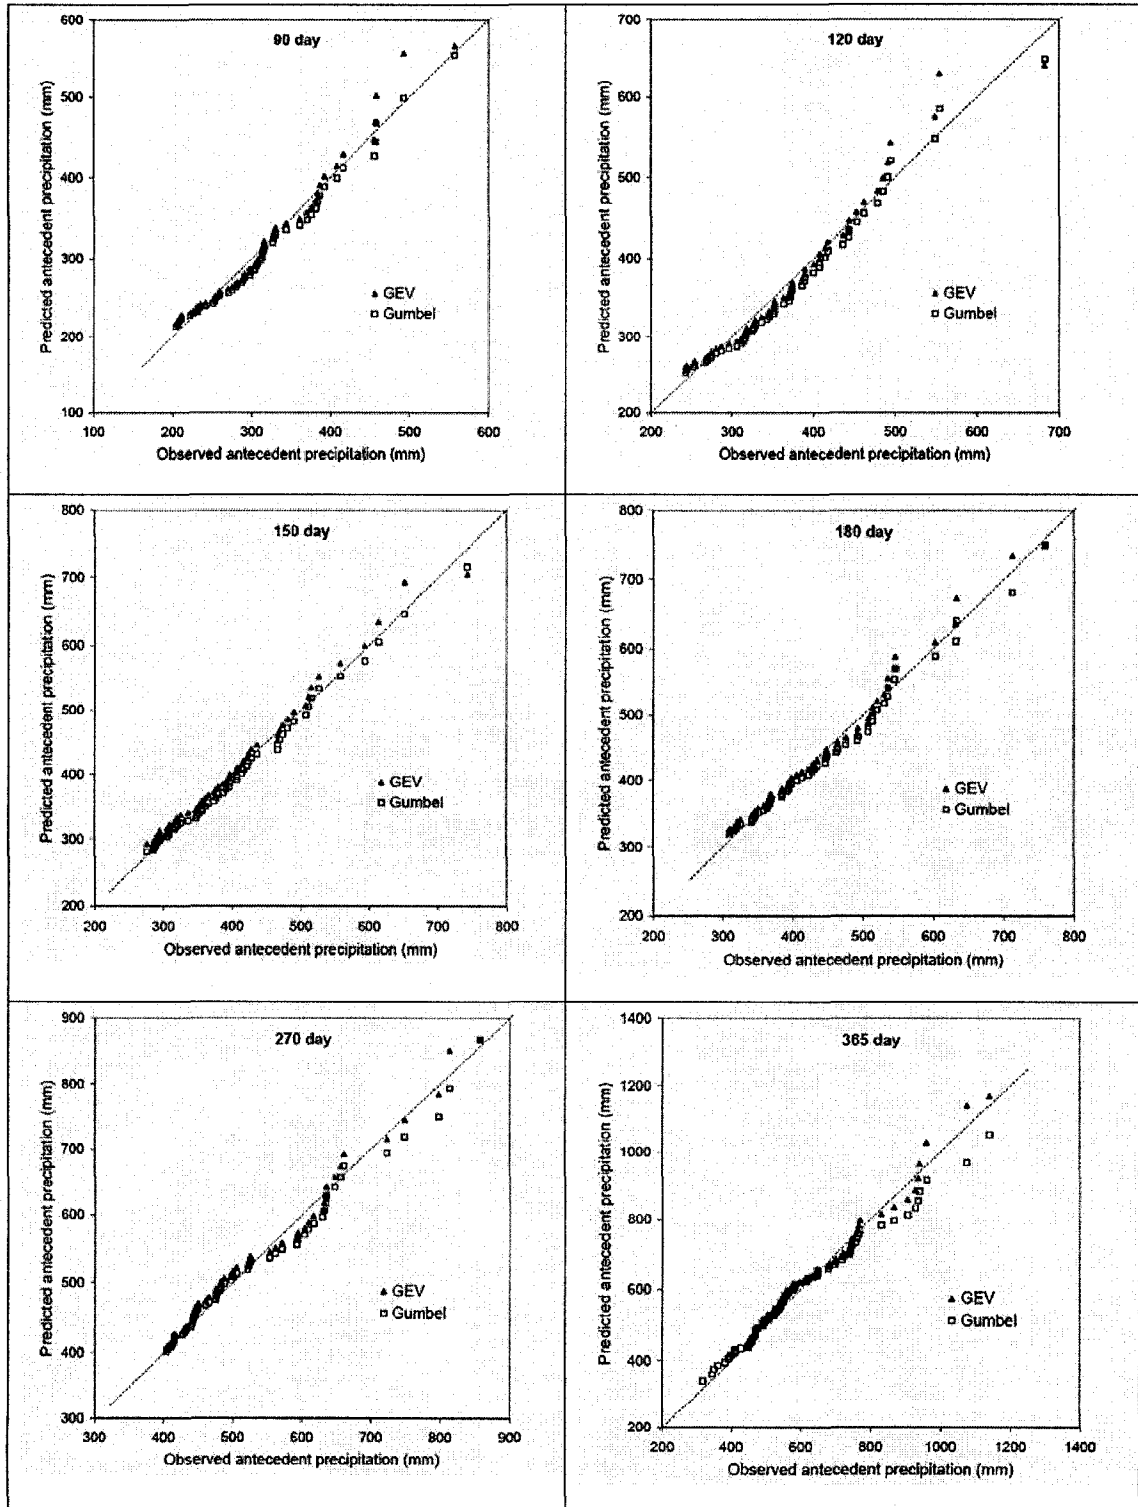 90 day
Predicted antecedent precipitation (mm)
600
500
400
300
200
100
GEV
Gumbel
100 200 300 400 500 600
Observed antecedent precipitation (mm)
120 day
Predicted antecedent precipitation (mm)
700
600
500
400
300
200
GEV
Gumbel
200 300 400 500 600 700
Observed antecedent precipitation (mm)
150 day
Predicted antecedent precipitation (mm)
800
700
600
500
400
300
200
GEV
Gumbel
200 300 400 500 600 700 800
Observed antecedent precipitation (mm)
180 day
Predicted antecedent precipitation (mm)
800
700
600
500
400
300
200
GEV
Gumbel
200 300 400 500 600 700 800
Observed antecedent precipitation (mm)
270 day
Predicted antecedent precipitation (mm)
900
800
700
600
500
400
300
GEV
Gumbel
300 400 500 600 700 800 900
Observed antecedent precipitation (mm)
365 day
Predicted antecedent precipitation (mm)
1400
1200
1000
800
600
400
200
GEV
Gumbel
200 400 600 800 1000 1200 1400
Observed antecedent precipitation (mm)